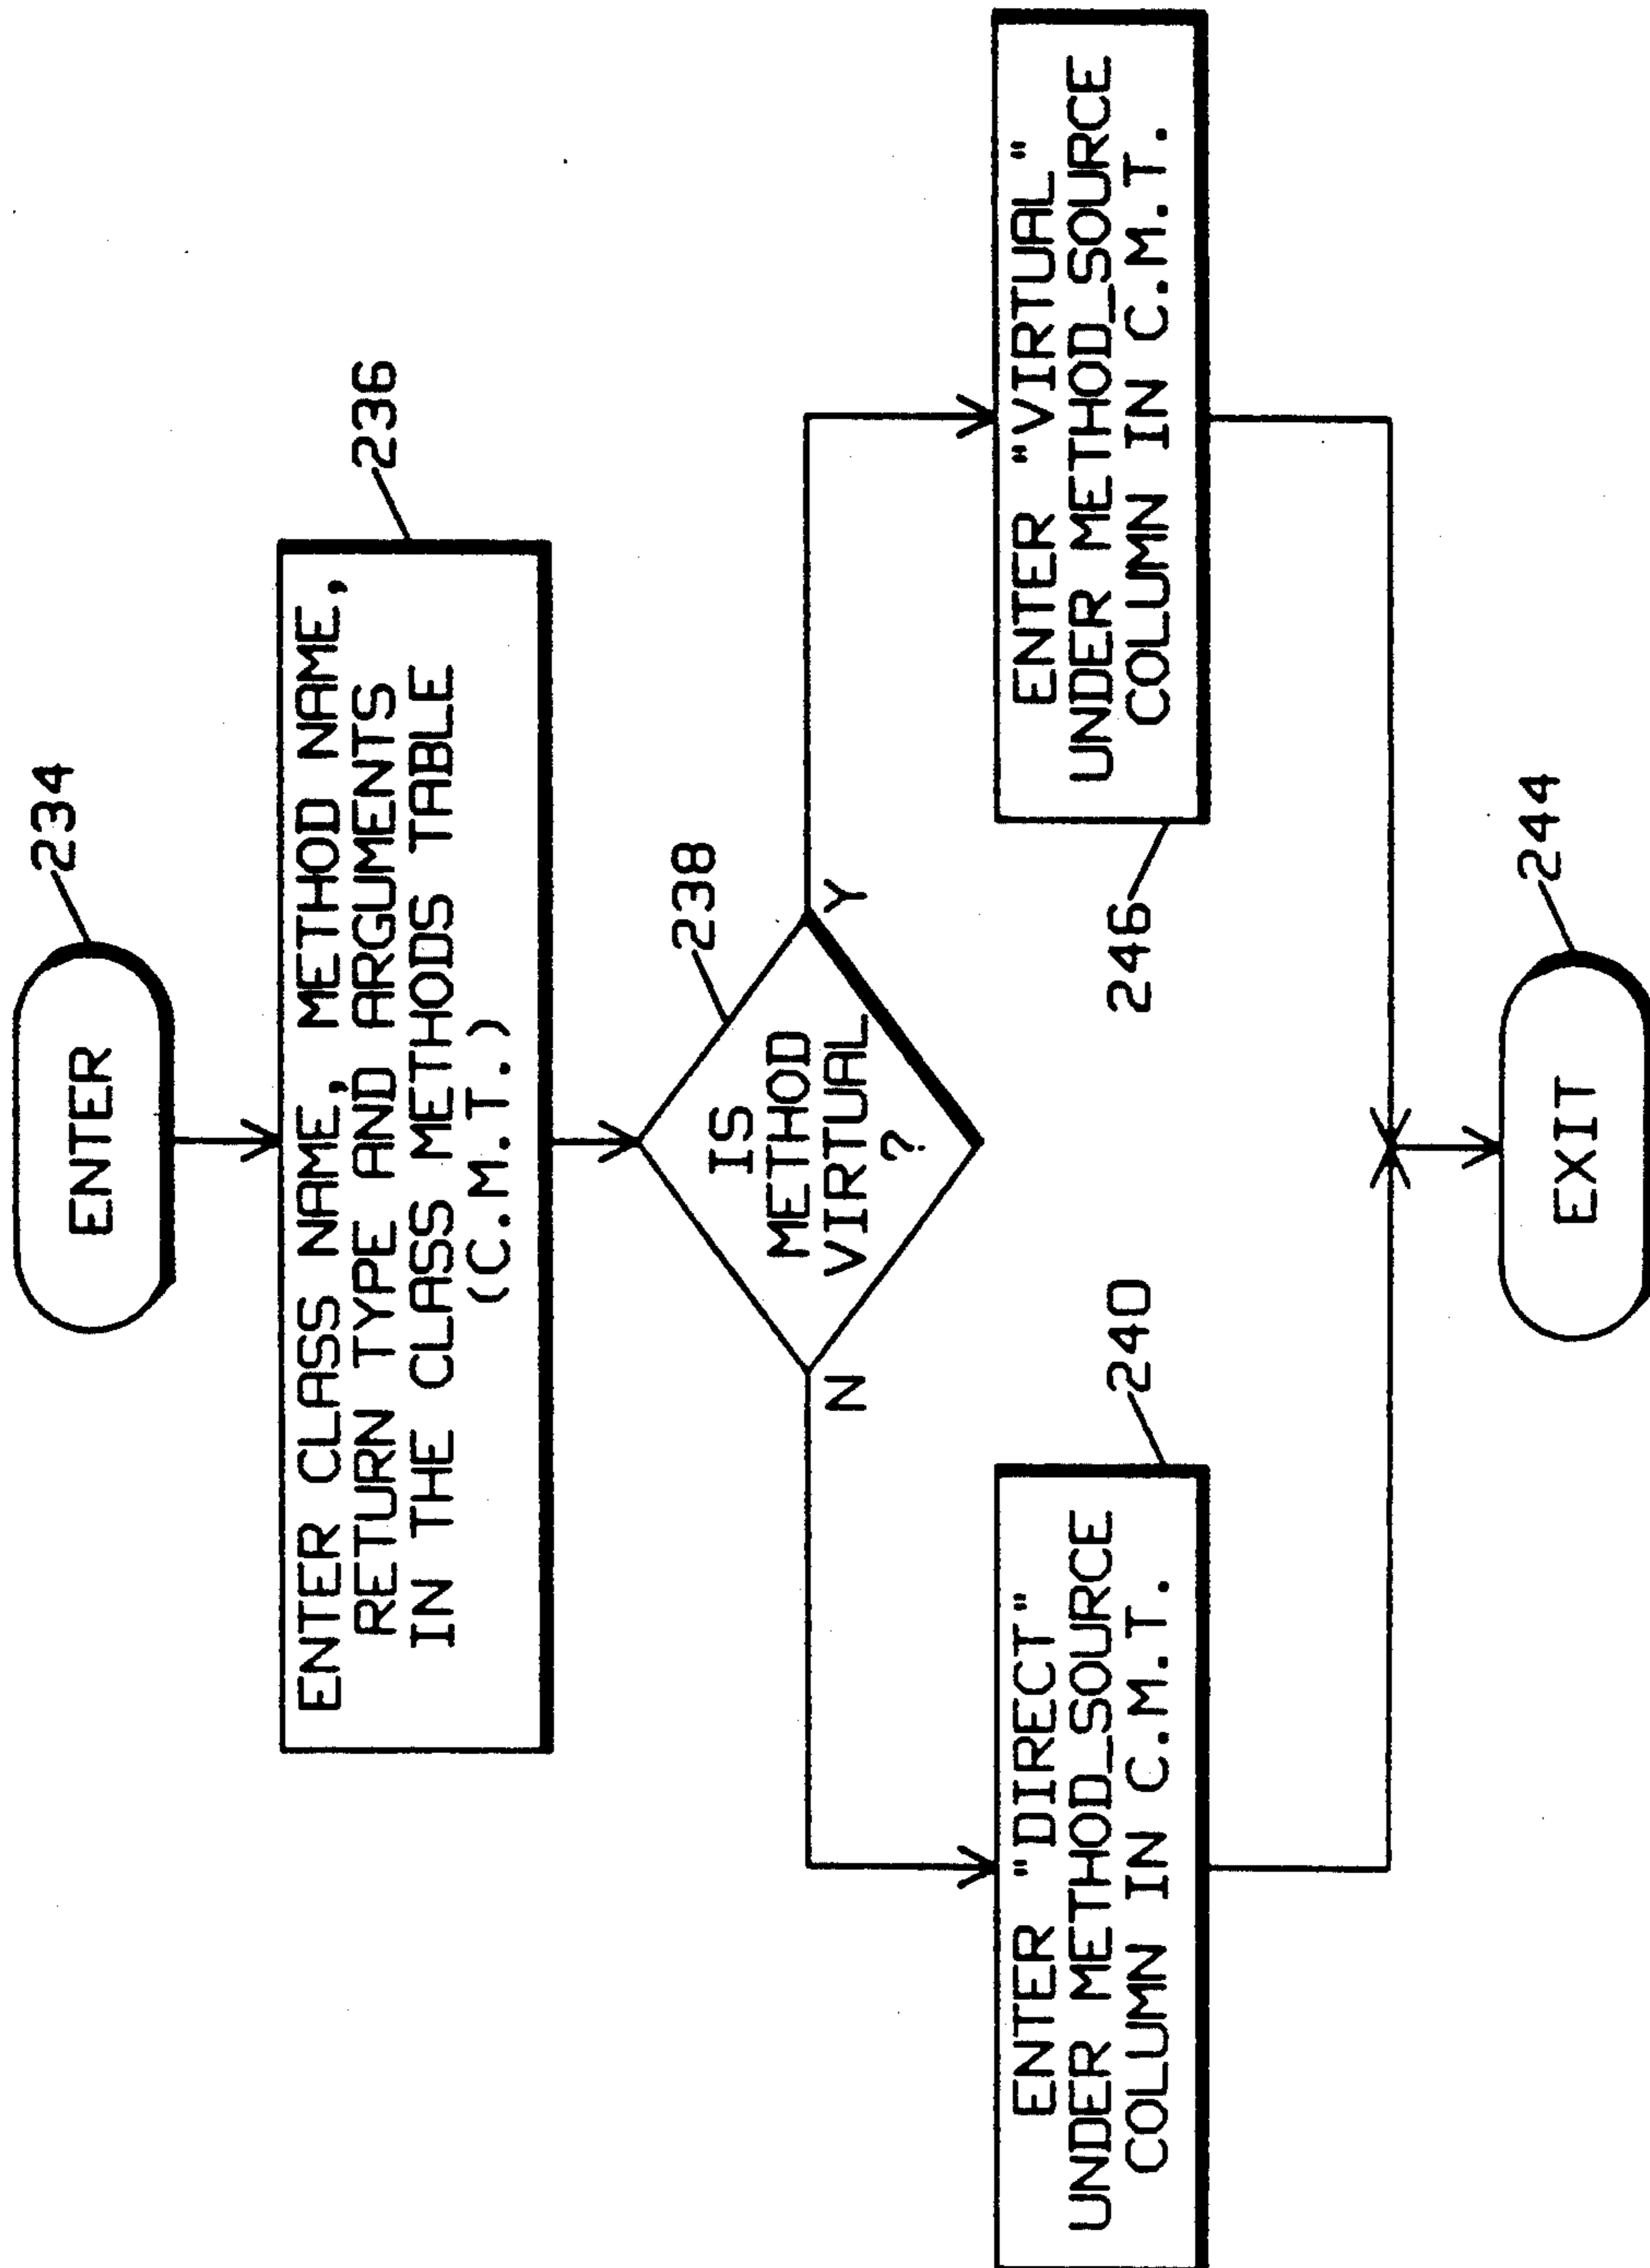 ENTER
234
ENTER CLASS NAME, METHOD NAME,
RETURN TYPE AND ARGUMENTS
IN THE CLASS METHODS TABLE
(C.M.T.)
236
IS
METHOD
VIRTUAL
?
238
N
Y
ENTER "DIRECT"
UNDER METHOD_SOURCE
COLUMN IN C.M.T.
240
ENTER "VIRTUAL"
UNDER METHOD_SOURCE
COLUMN IN C.M.T.
246
EXIT
244